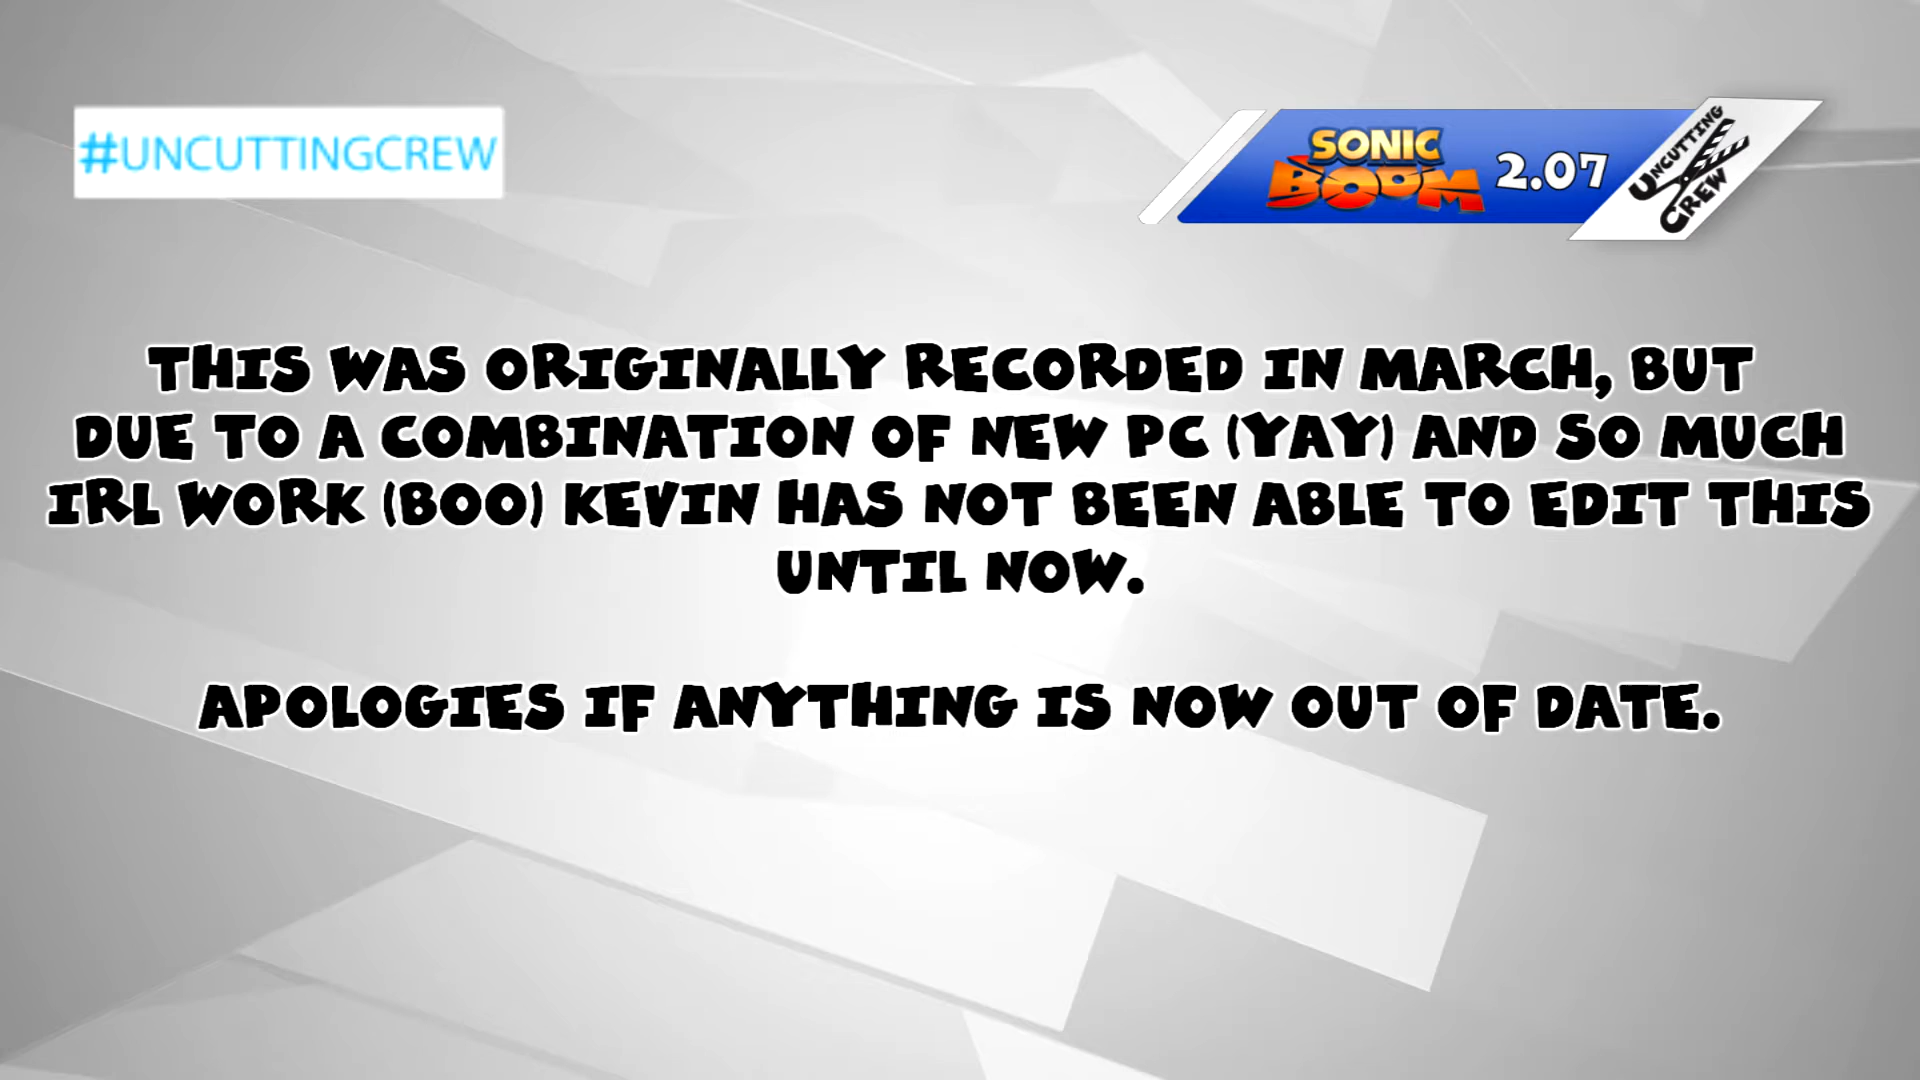 #UNCUTTINGCREW
SONIC
BOOM
2.07
UNCUTTING
CREW
THIS WAS ORIGINALLY RECORDED IN MARCH, BUT
DUE TO A COMBINATION OF NEW PC (YAY) AND SO MUCH
IRL WORK (BOO) KEVIN HAS NOT BEEN ABLE TO EDIT THIS
UNTIL NOW.
APOLOGIES IF ANYTHING IS NOW OUT OF DATE.